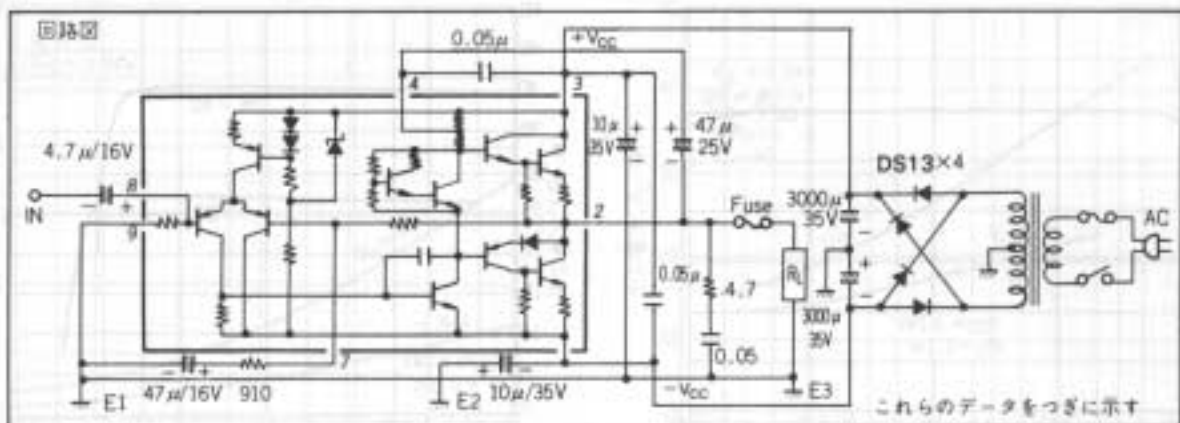 回路図
0.05μ
+Vcc
4
3
4.7μ/16V
10μ
35V
47μ
25V
DS13×4
8
IN
9
2
Fuse
3000μ
35V
AC
0.05μ
4.7
RL
3000μ
35V
0.05
7
47μ/16V 910
10μ/35V
E1
E2
-Vcc
E3
これらのデータをつぎに示す